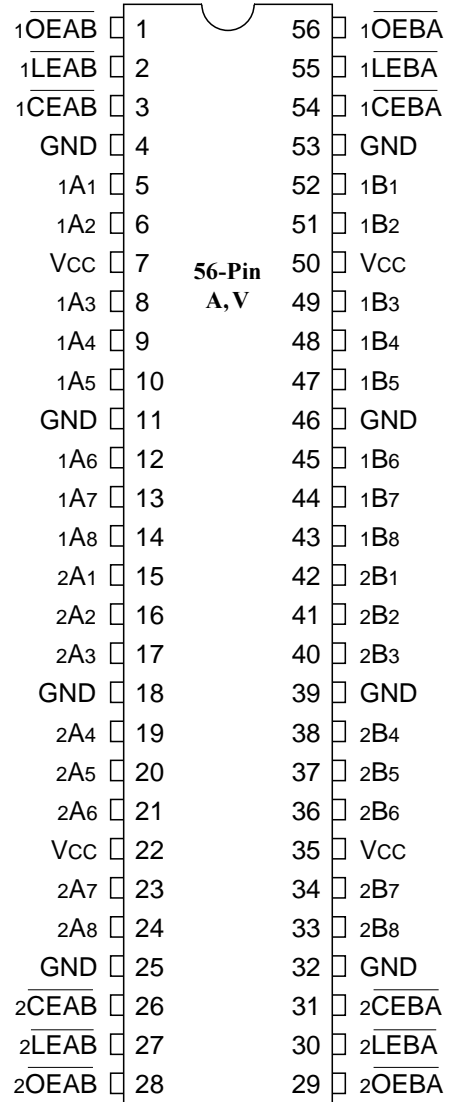 1OEAB 1 56 1OEBA
1LEAB 2 55 1LEBA
1CEAB 3 54 1CEBA
GND 4 53 GND
1A1 5 52 1B1
1A2 6 51 1B2
VCC 7 56-Pin 50 VCC
1A3 8 A, V 49 1B3
1A4 9 48 1B4
1A5 10 47 1B5
GND 11 46 GND
1A6 12 45 1B6
1A7 13 44 1B7
1A8 14 43 1B8
2A1 15 42 2B1
2A2 16 41 2B2
2A3 17 40 2B3
GND 18 39 GND
2A4 19 38 2B4
2A5 20 37 2B5
2A6 21 36 2B6
VCC 22 35 VCC
2A7 23 34 2B7
2A8 24 33 2B8
GND 25 32 GND
2CEAB 26 31 2CEBA
2LEAB 27 30 2LEBA
2OEAB 28 29 2OEBA